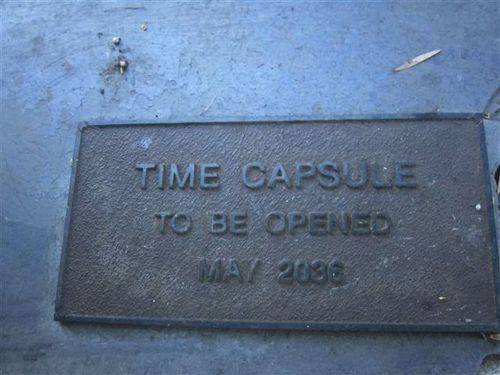 TIME CAPSULE
TO BE OPENED
MAY 2036